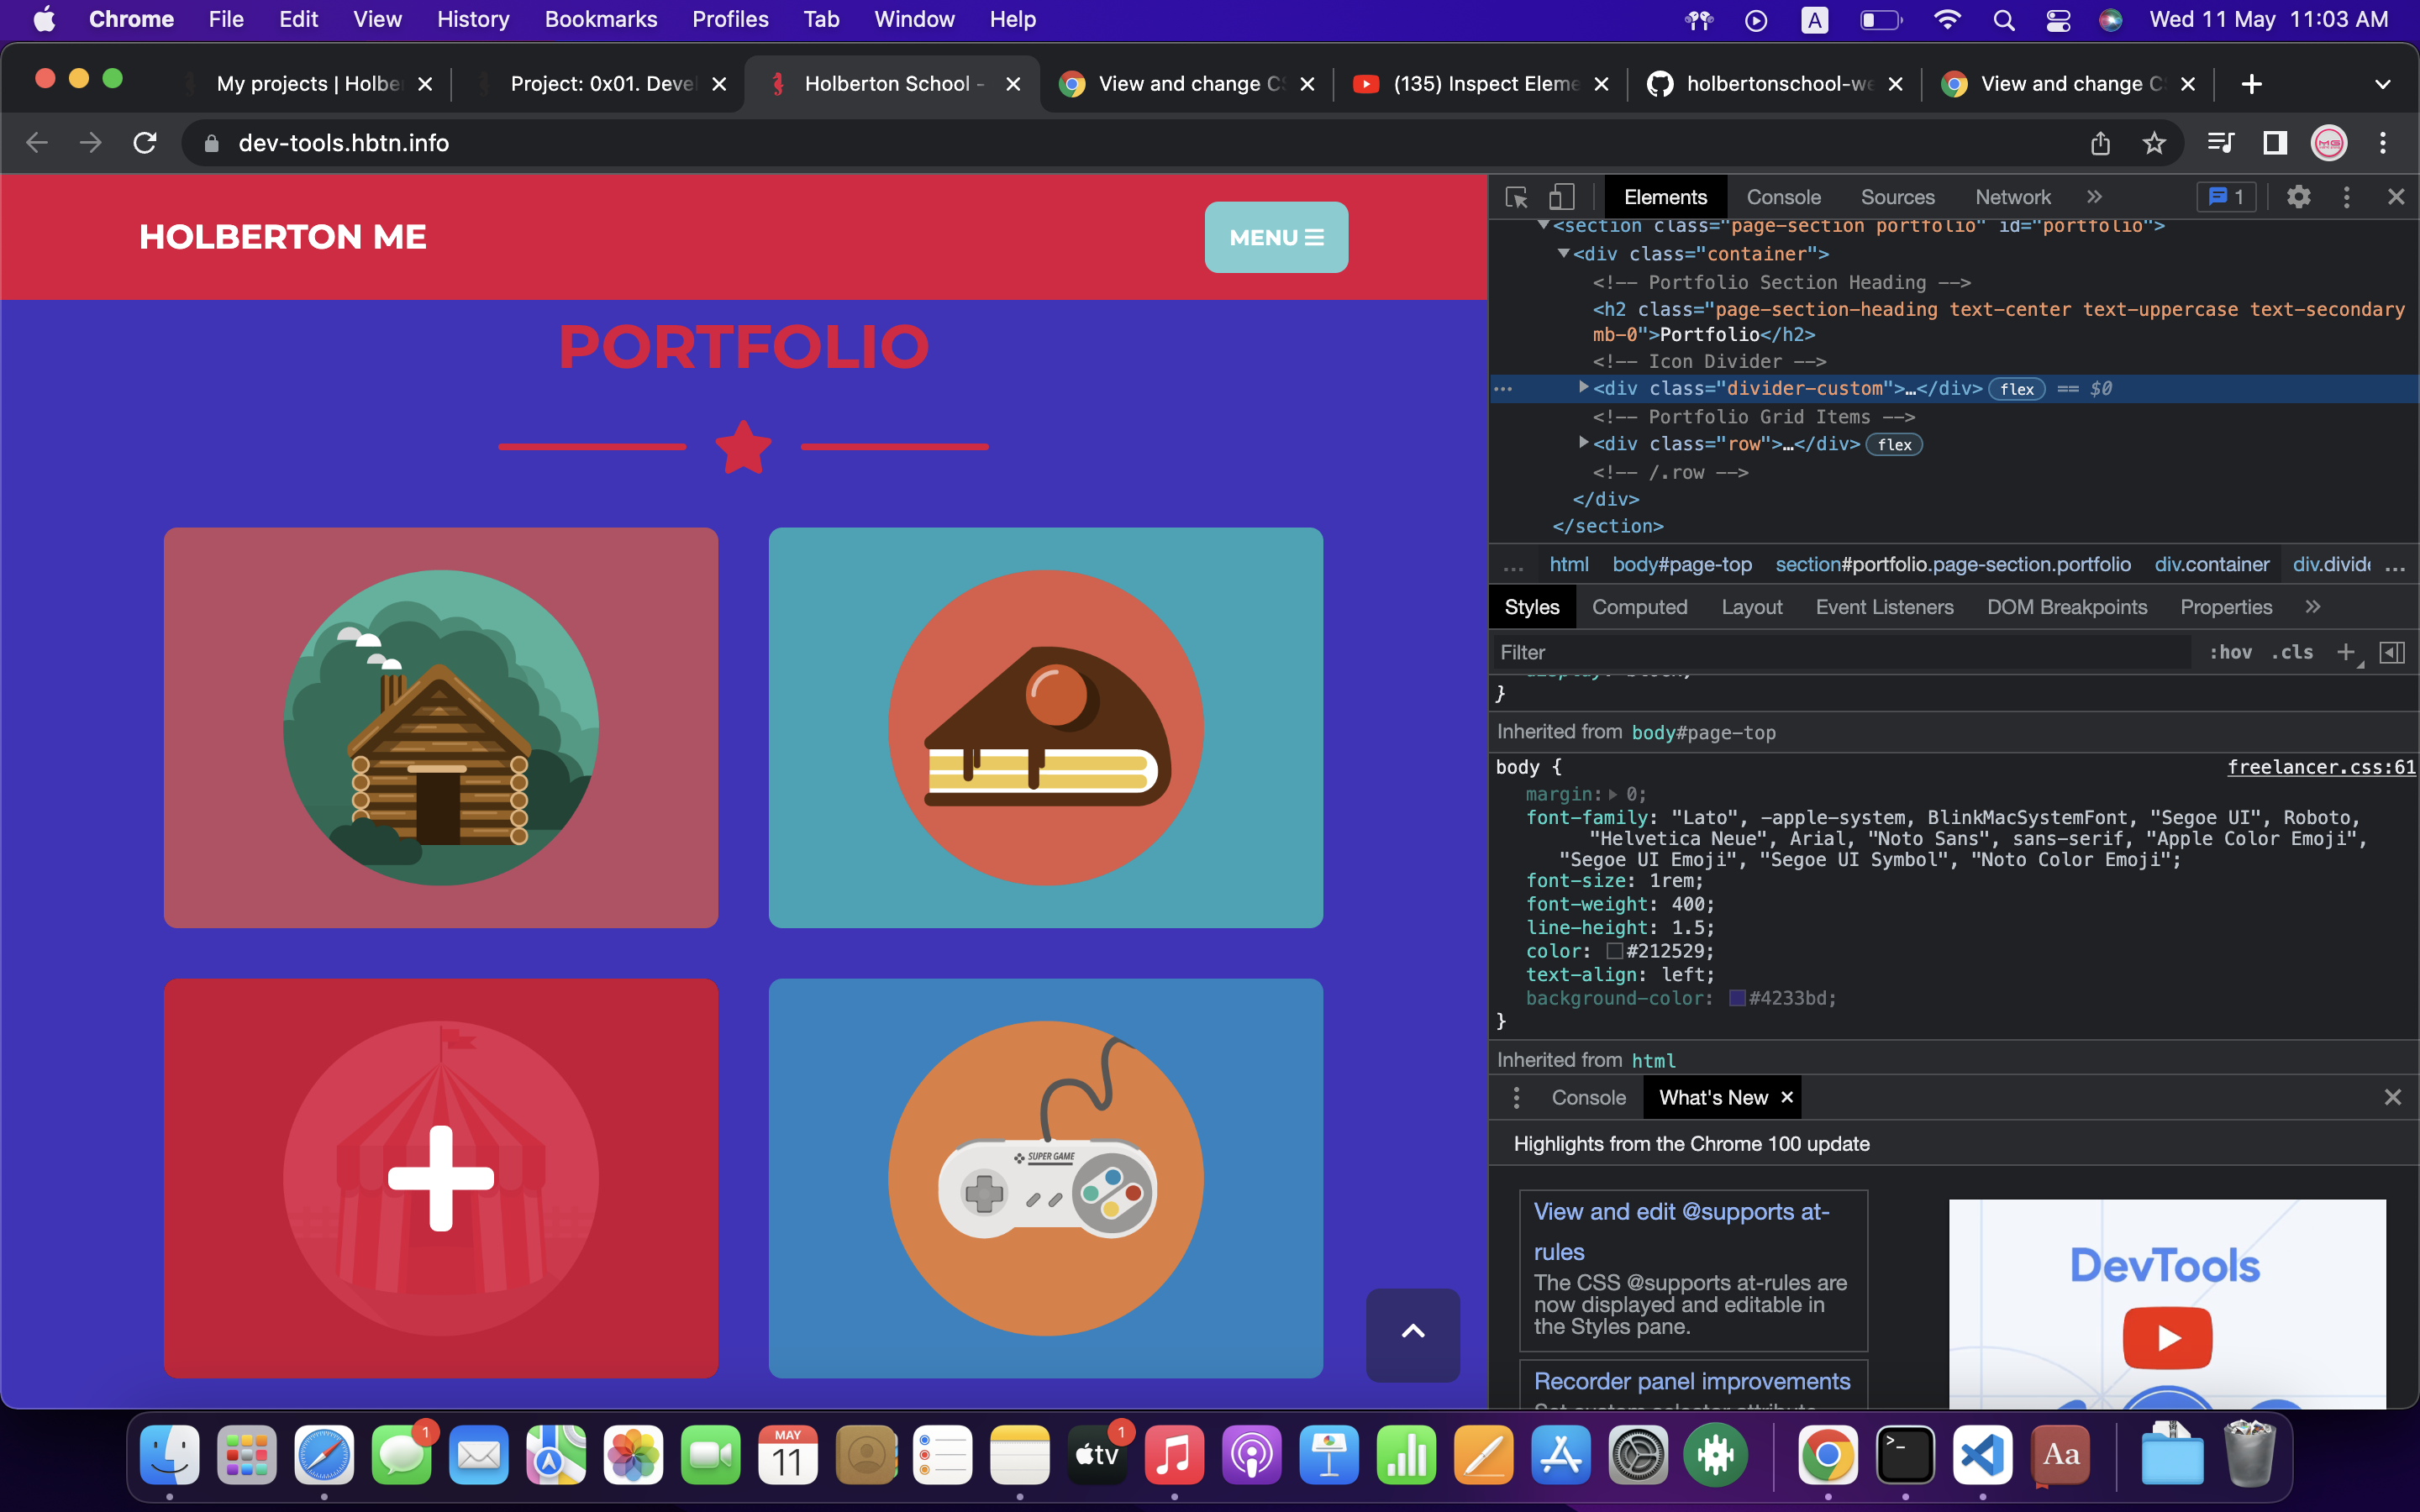 Chrome File Edit View History Bookmarks Profiles Tab Window Help A Wed 11 May 11:03 AM
My projects | Holbe Project: 0x01. Deve Holberton School - View and change C (135) Inspect Eleme holbertonschool-we View and change C
dev-tools.hbtn.info
HOLBERTON ME
MENU
PORTFOLIO
SUPER GAME
Elements Console Sources Network 1
<section class="page-section portfolio" id="portfolio">
<div class="container">
<!-- Portfolio Section Heading -->
<h2 class="page-section-heading text-center text-uppercase text-secondary
mb-0">Portfolio</h2>
<!-- Icon Divider -->
<div class="divider-custom">…</div> flex == $0
<!-- Portfolio Grid Items -->
<div class="row">…</div> flex
<!-- /.row -->
</div>
</section>
... html body#page-top section#portfolio.page-section.portfolio div.container div.divid ...
Styles Computed Layout Event Listeners DOM Breakpoints Properties
Filter :hov .cls
}
Inherited from body#page-top
body { freelancer.css:61
margin: 0;
font-family: "Lato", -apple-system, BlinkMacSystemFont, "Segoe UI", Roboto,
"Helvetica Neue", Arial, "Noto Sans", sans-serif, "Apple Color Emoji",
"Segoe UI Emoji", "Segoe UI Symbol", "Noto Color Emoji";
font-size: 1rem;
font-weight: 400;
line-height: 1.5;
color: #212529;
text-align: left;
background-color: #4233bd;
}
Inherited from html
Console What's New
Highlights from the Chrome 100 update
View and edit @supports at-
rules
The CSS @supports at-rules are
now displayed and editable in
the Styles pane.
Recorder panel improvements
DevTools
1
MAY
11
tv
1
>_
Aa